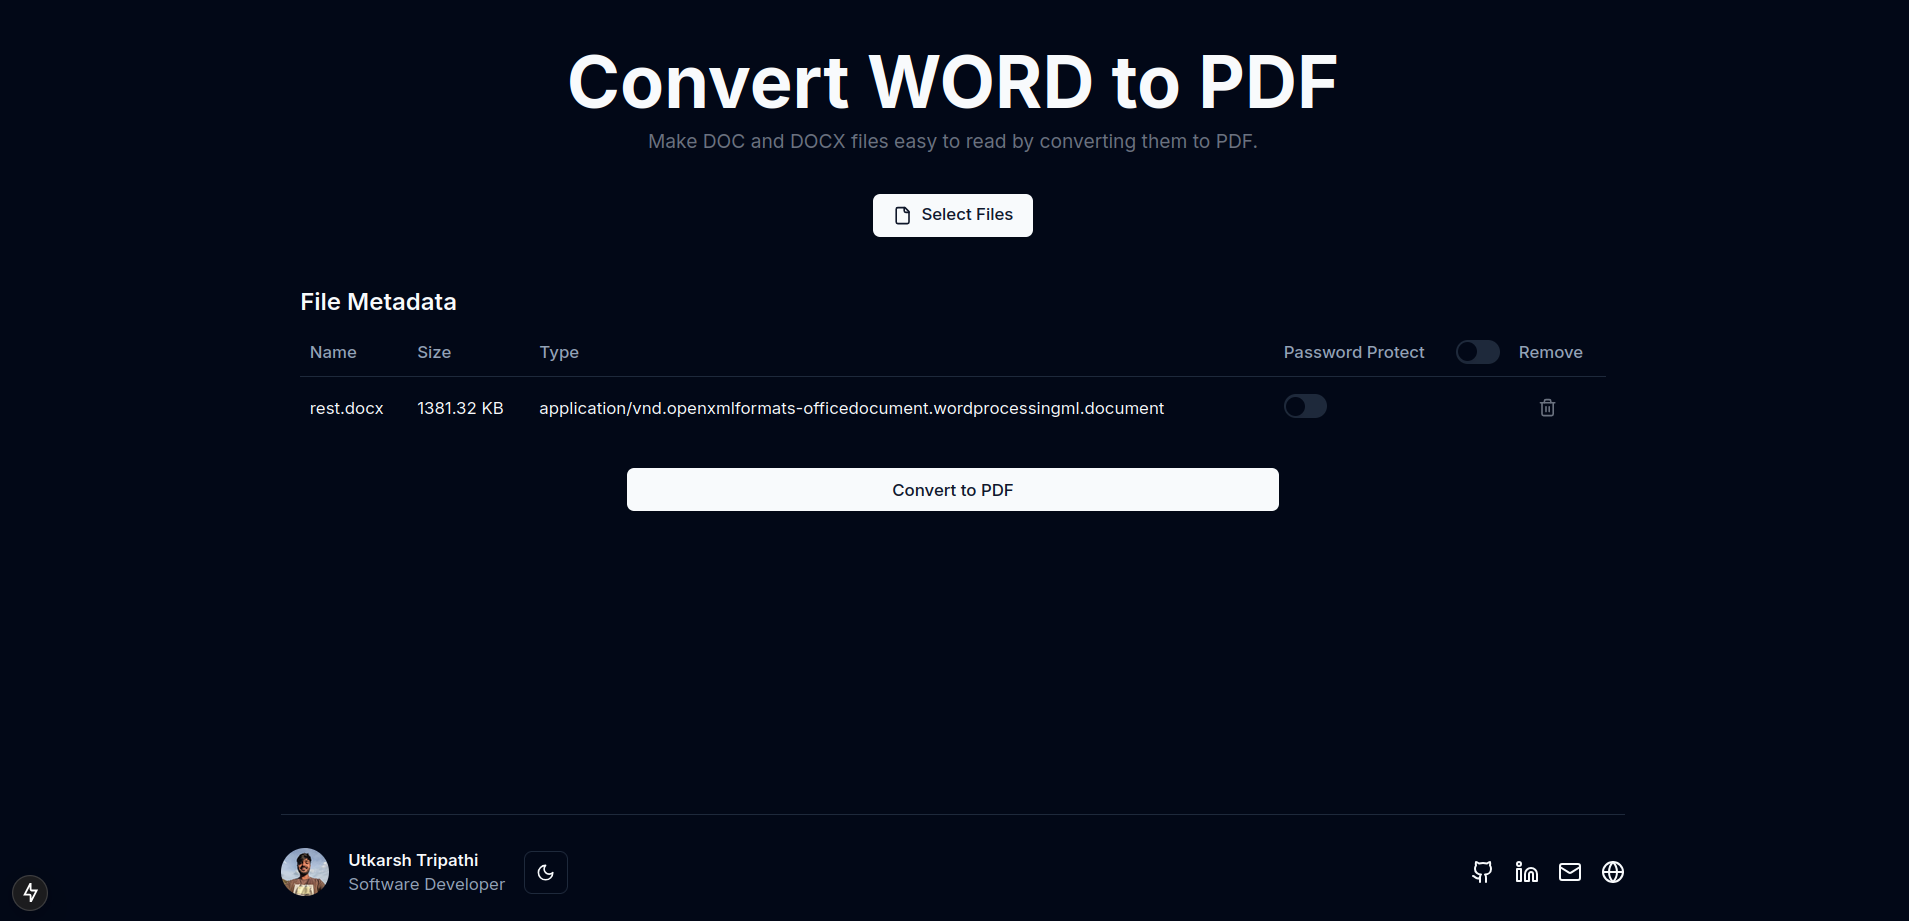 Convert WORD to PDF
Make DOC and DOCX files easy to read by converting them to PDF.
Select Files
File Metadata
Name Size Type Password Protect Remove
rest.docx 1381.32 KB application/vnd.openxmlformats-officedocument.wordprocessingml.document
Convert to PDF
Utkarsh Tripathi
Software Developer